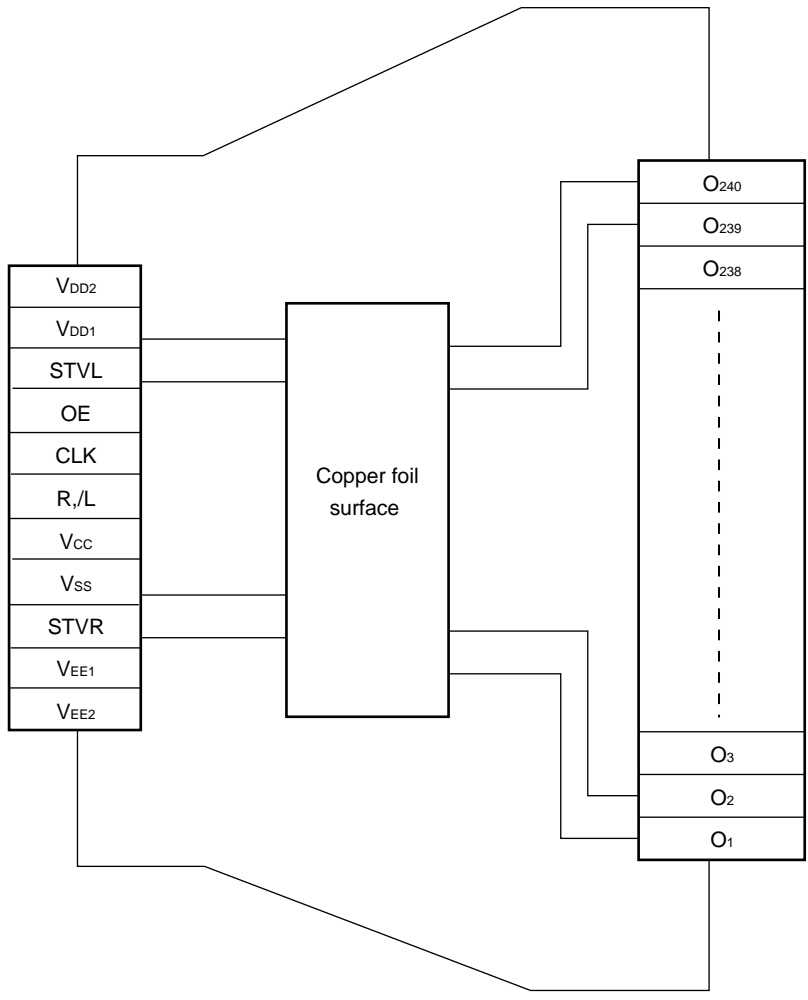 VDD2
VDD1
STVL
OE
CLK
R,/L
VCC
VSS
STVR
VEE1
VEE2
Copper foil
surface
O240
O239
O238
O3
O2
O1